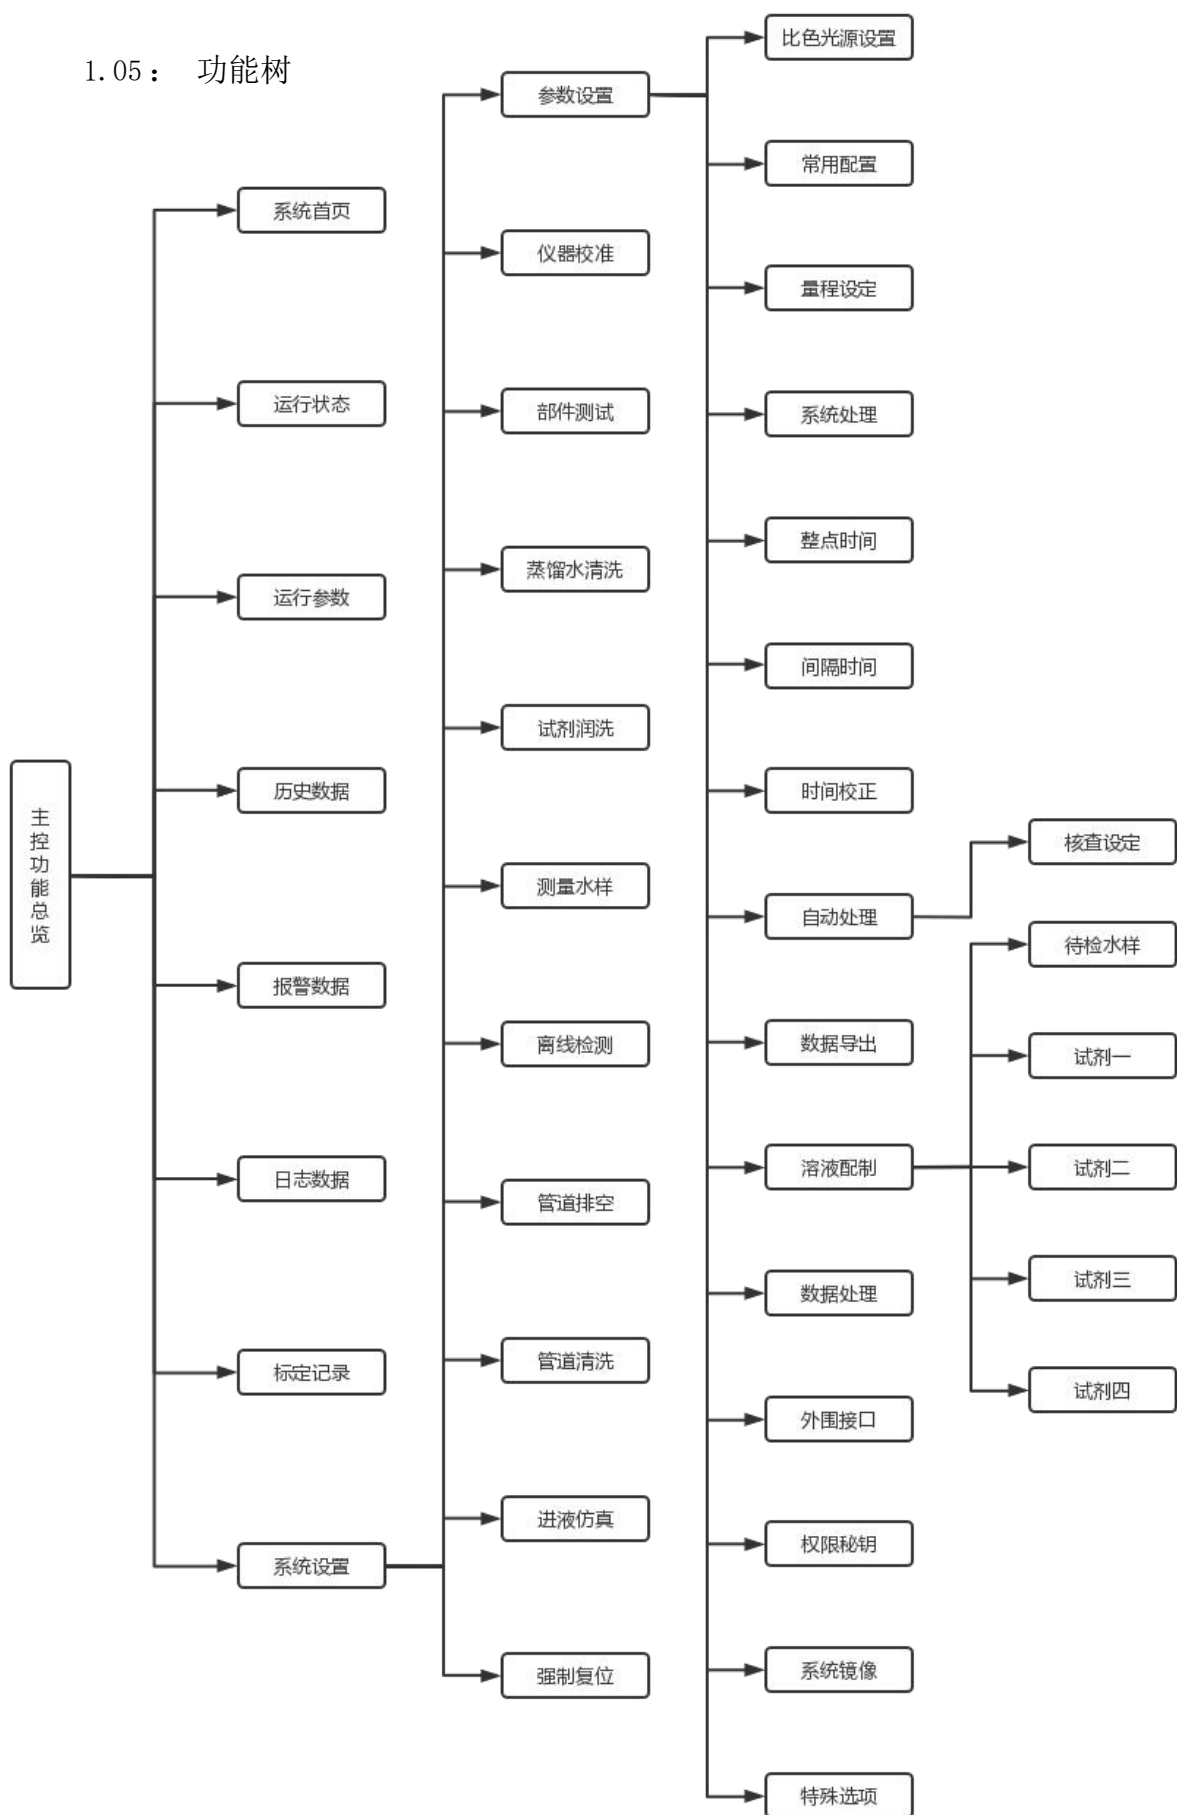 1.05： 功能树
主控功能总览
系统首页
运行状态
运行参数
历史数据
报警数据
日志数据
标定记录
系统设置
参数设置
仪器校准
部件测试
蒸馏水清洗
试剂润洗
测量水样
离线检测
管道排空
管道清洗
进液仿真
强制复位
比色光源设置
常用配置
量程设定
系统处理
整点时间
间隔时间
时间校正
自动处理
数据导出
溶液配制
数据处理
外围接口
权限秘钥
系统镜像
特殊选项
核查设定
待检水样
试剂一
试剂二
试剂三
试剂四